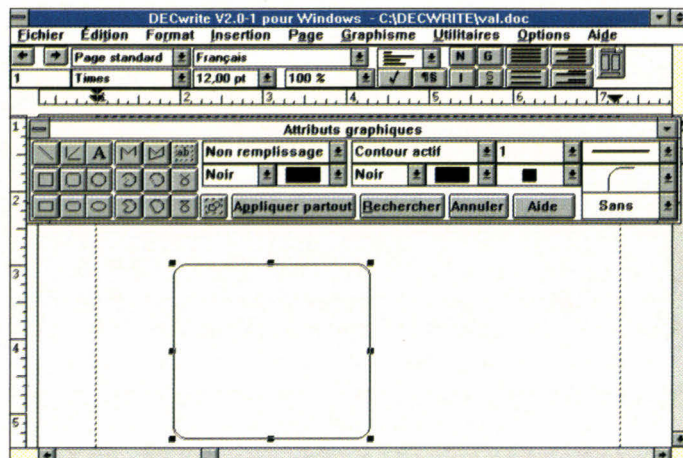 DECwrite V2.0-1 pour Windows - C:\DECWRITE\val.doc
Fichier Édition Format Insertion Page Graphisme Utilitaires Options Aide
Page standard Français N G
1 Times 12,00 pt 100 % √ ¶S I S
1 2 3 4 5 6 7
1
Attributs graphiques
A ab Non remplissage Contour actif 1
Noir Noir
2
Appliquer partout Rechercher Annuler Aide Sans
3
4
5